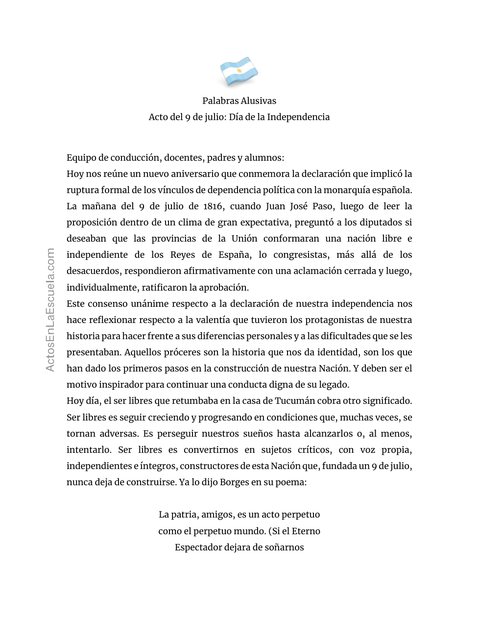 Palabras Alusivas
Acto del 9 de julio: Día de la Independencia
Equipo de conducción, docentes, padres y alumnos:
Hoy nos reúne un nuevo aniversario que conmemora la declaración que implicó la
ruptura formal de los vínculos de dependencia política con la monarquía española.
La mañana del 9 de julio de 1816, cuando Juan José Paso, luego de leer la
proposición dentro de un clima de gran expectativa, preguntó a los diputados si
deseaban que las provincias de la Unión conformaran una nación libre e
independiente de los Reyes de España, lo congresistas, más allá de los
desacuerdos, respondieron afirmativamente con una aclamación cerrada y luego,
individualmente, ratificaron la aprobación.
Este consenso unánime respecto a la declaración de nuestra independencia nos
hace reflexionar respecto a la valentía que tuvieron los protagonistas de nuestra
historia para hacer frente a sus diferencias personales y a las dificultades que se les
presentaban. Aquellos próceres son la historia que nos da identidad, son los que
han dado los primeros pasos en la construcción de nuestra Nación. Y deben ser el
motivo inspirador para continuar una conducta digna de su legado.
Hoy día, el ser libres que retumbaba en la casa de Tucumán cobra otro significado.
Ser libres es seguir creciendo y progresando en condiciones que, muchas veces, se
tornan adversas. Es perseguir nuestros sueños hasta alcanzarlos o, al menos,
intentarlo. Ser libres es convertirnos en sujetos críticos, con voz propia,
independientes e íntegros, constructores de esta Nación que, fundada un 9 de julio,
nunca deja de construirse. Ya lo dijo Borges en su poema:
La patria, amigos, es un acto perpetuo
como el perpetuo mundo. (Si el Eterno
Espectador dejara de soñarnos
ActosEnLaEscuela.com